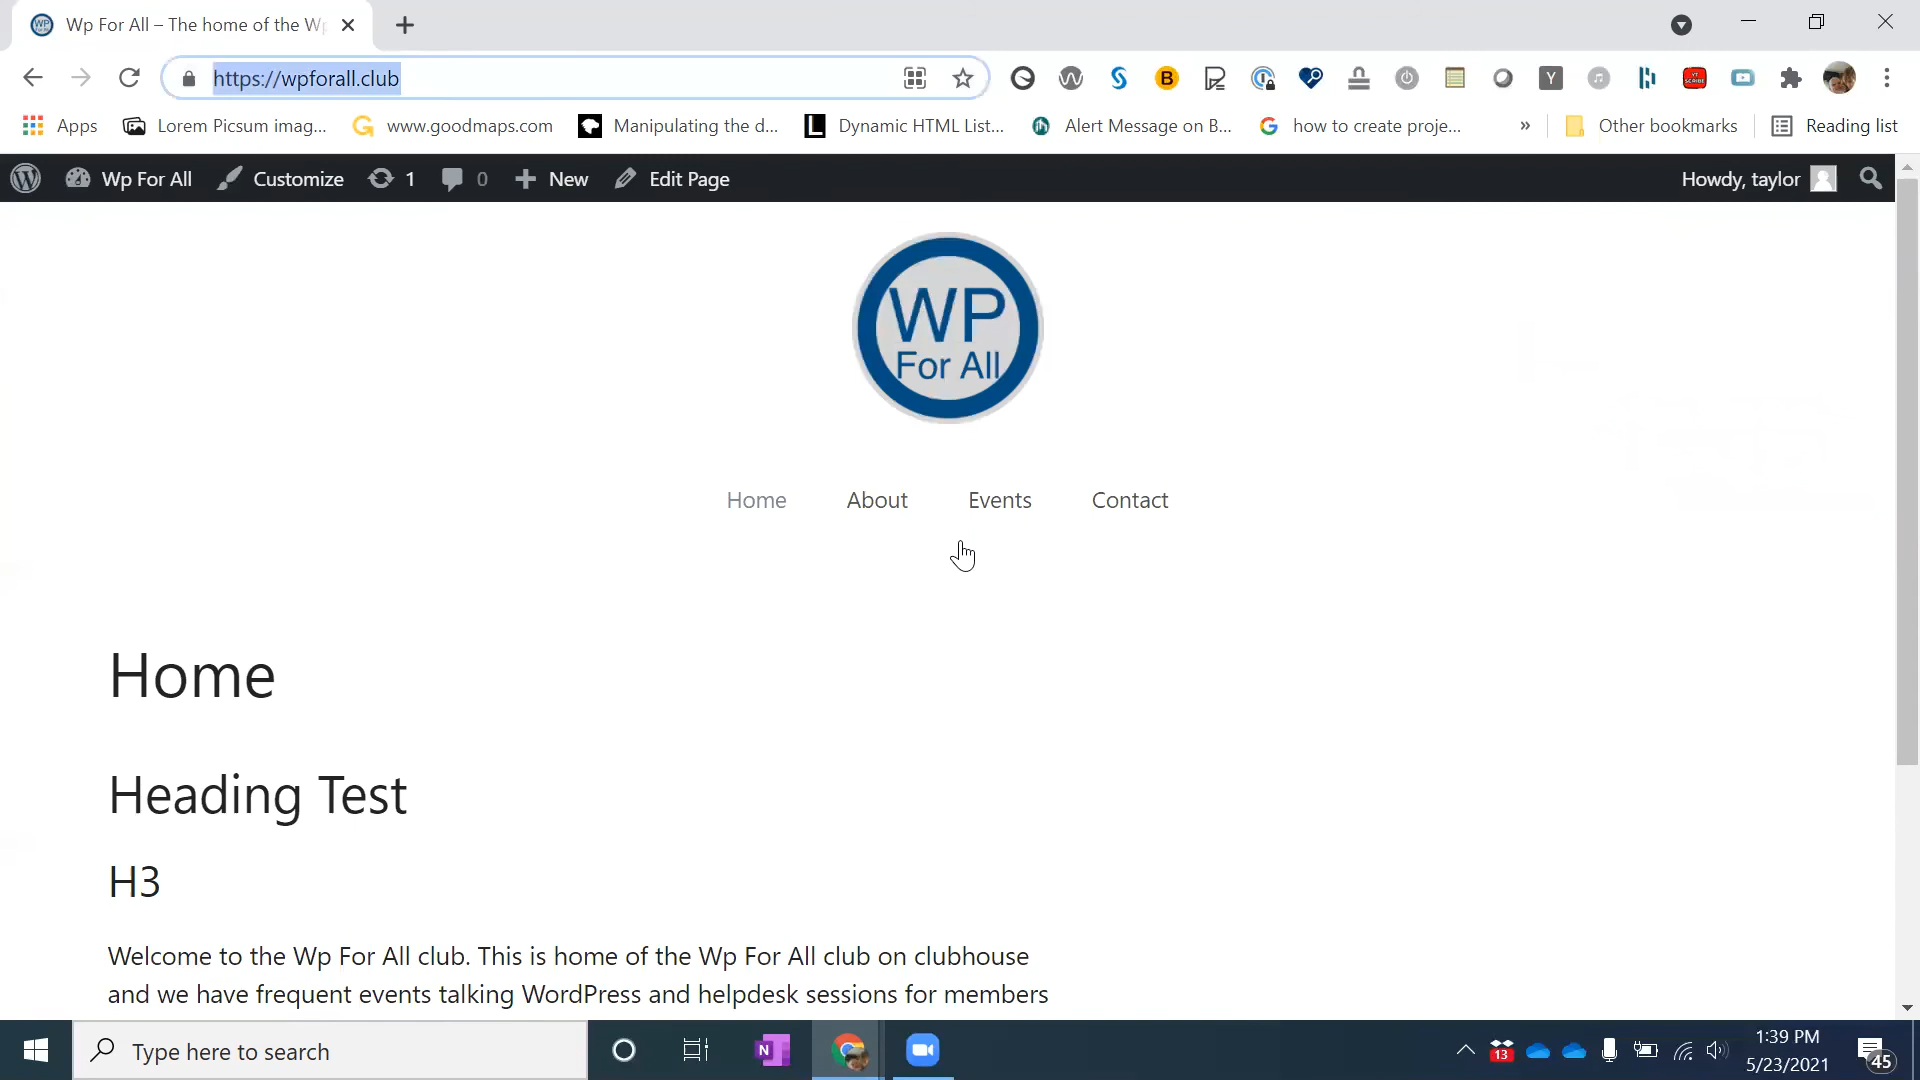 Wp For All – The home of the Wp
https://wpforall.club
Apps
Lorem Picsum imag...
www.goodmaps.com
Manipulating the d...
Dynamic HTML List...
Alert Message on B...
how to create proje...
»
Other bookmarks
Reading list
Wp For All
Customize
1
0
New
Edit Page
Howdy, taylor
WP
For All
Home
About
Events
Contact
Home
Heading Test
H3
Welcome to the Wp For All club. This is home of the Wp For All club on clubhouse
and we have frequent events talking WordPress and helpdesk sessions for members
Type here to search
13
1:39 PM
5/23/2021
45